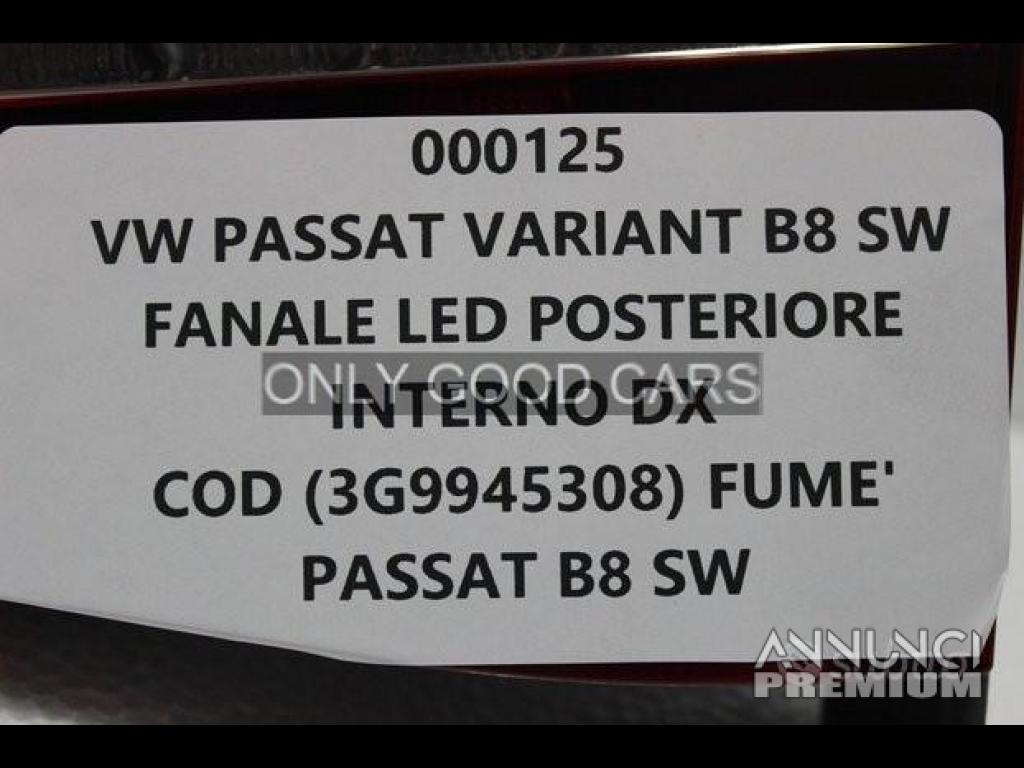 000125
VW PASSAT VARIANT B8 SW
FANALE LED POSTERIORE
ONLY GOOD CARS
INTERNO DX
COD (3G9945308) FUME'
PASSAT B8 SW
ANNUNCI
PREMIUM